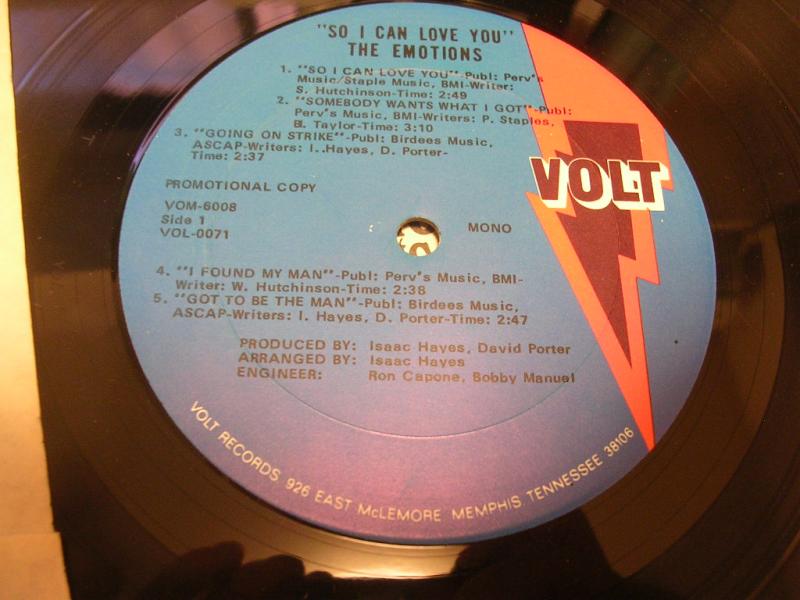 "SO I CAN LOVE YOU"
THE EMOTIONS
1. "SO I CAN LOVE YOU"-Publ: Perv's
Music/Staple Music, BMI-Writer:
S. Hutchinson-Time: 2:49
2. "SOMEBODY WANTS WHAT I GOT"-Publ:
Perv's Music, BMI-Writers: P. Staples,
B. Taylor-Time: 3:10
3. "GOING ON STRIKE"-Publ: Birdees Music,
ASCAP-Writers: I..Hayes, D. Porter-
Time: 2:37
PROMOTIONAL COPY
VOM-6008
Side 1
VOL-0071
MONO
VOLT
4. "I FOUND MY MAN"-Publ: Perv's Music, BMI-
Writer: W. Hutchinson-Time: 2:38
5. "GOT TO BE THE MAN"-Publ: Birdees Music,
ASCAP-Writers: I. Hayes, D. Porter-Time: 2:47
PRODUCED BY: Isaac Hayes, David Porter
ARRANGED BY: Isaac Hayes
ENGINEER: Ron Capone, Bobby Manuel
VOLT RECORDS 926 EAST McLEMORE MEMPHIS TENNESSEE 38106